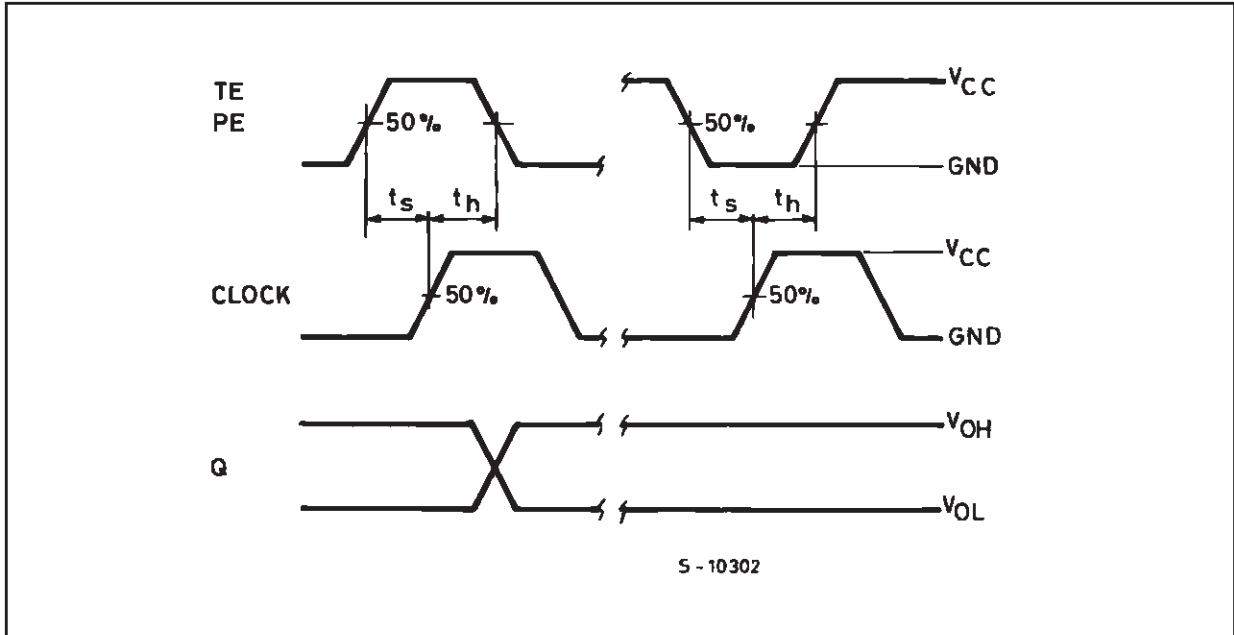 TE
PE
50%
50%
VCC
GND
ts
th
ts
th
CLOCK
50%
50%
VCC
GND
Q
VOH
VOL
S-10302